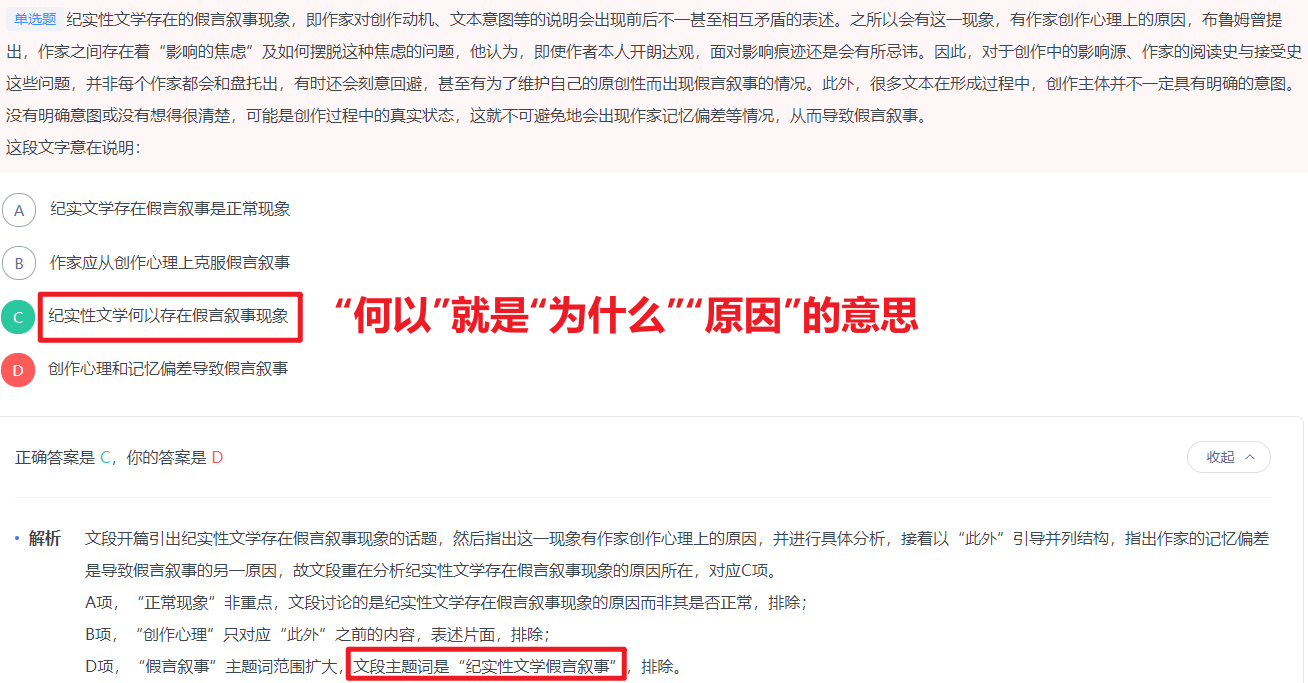 单选题 纪实性文学存在的假言叙事现象，即作家对创作动机、文本意图等的说明会出现前后不一甚至相互矛盾的表述。之所以会有这一现象，有作家创作心理上的原因，布鲁姆曾提
出，作家之间存在着“影响的焦虑”及如何摆脱这种焦虑的问题，他认为，即使作者本人开朗达观，面对影响痕迹还是会有所忌讳。因此，对于创作中的影响源、作家的阅读史与接受史
这些问题，并非每个作家都会和盘托出，有时还会刻意回避，甚至有为了维护自己的原创性而出现假言叙事的情况。此外，很多文本在形成过程中，创作主体并不一定具有明确的意图。
没有明确意图或没有想得很清楚，可能是创作过程中的真实状态，这就不可避免地会出现作家记忆偏差等情况，从而导致假言叙事。
这段文字意在说明：
A 纪实文学存在假言叙事是正常现象
B 作家应从创作心理上克服假言叙事
C 纪实性文学何以存在假言叙事现象 “何以”就是“为什么”“原因”的意思
D 创作心理和记忆偏差导致假言叙事
正确答案是 C，你的答案是 D 收起
解析 文段开篇引出纪实性文学存在假言叙事现象的话题，然后指出这一现象有作家创作心理上的原因，并进行具体分析，接着以“此外”引导并列结构，指出作家的记忆偏差
是导致假言叙事的另一原因，故文段重在分析纪实性文学存在假言叙事现象的原因所在，对应C项。
A项，“正常现象”非重点，文段讨论的是纪实性文学存在假言叙事现象的原因而非其是否正常，排除；
B项，“创作心理”只对应“此外”之前的内容，表述片面，排除；
D项，“假言叙事”主题词范围扩大，文段主题词是“纪实性文学假言叙事”，排除。